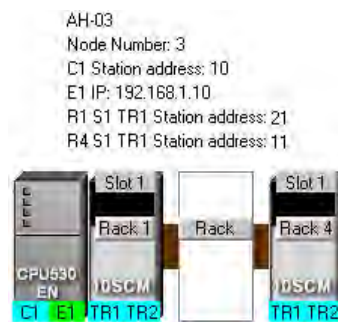 AH-03
Node Number: 3
C1 Station address: 10
E1 IP: 192.168.1.10
R1 S1 TR1 Station address: 21
R4 S1 TR1 Station address: 11
Slot 1
Slot 1
Rack 1
Rack
Rack 4
CPU530
EN
10SCM
10SCM
C1 E1 TR1 TR2
TR1 TR2